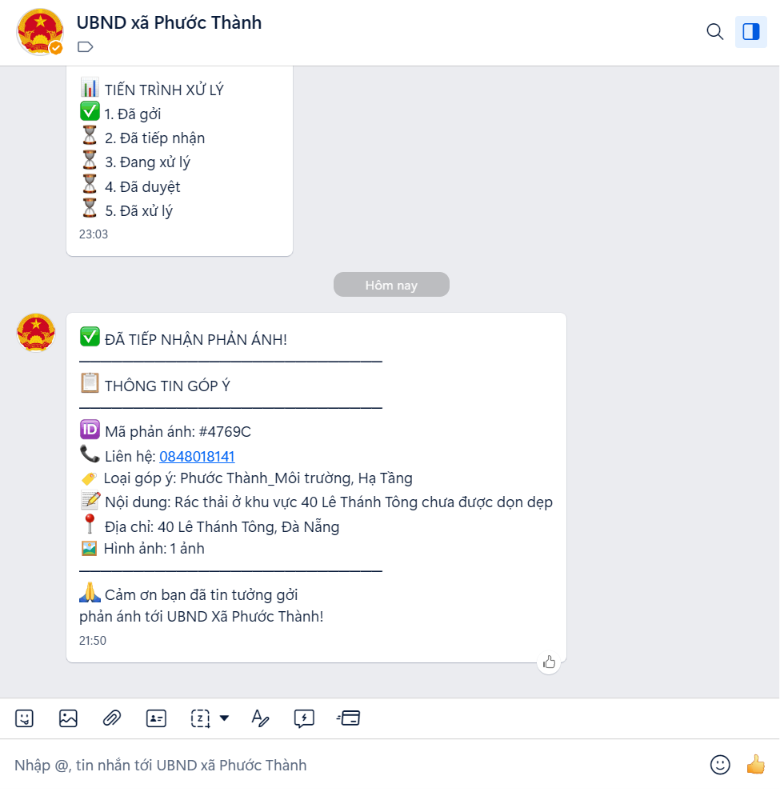 UBND xã Phước Thành
TIẾN TRÌNH XỬ LÝ
1. Đã gởi
2. Đã tiếp nhận
3. Đang xử lý
4. Đã duyệt
5. Đã xử lý
23:03
Hôm nay
ĐÃ TIẾP NHẬN PHẢN ÁNH!
THÔNG TIN GÓP Ý
ID Mã phản ánh: #4769C
Liên hệ: 0848018141
Loại góp ý: Phước Thành_Môi trường, Hạ Tầng
Nội dung: Rác thải ở khu vực 40 Lê Thánh Tông chưa được dọn dẹp
Địa chỉ: 40 Lê Thánh Tông, Đà Nẵng
Hình ảnh: 1 ảnh
Cảm ơn bạn đã tin tưởng gởi
phản ánh tới UBND Xã Phước Thành!
21:50
Nhập @, tin nhắn tới UBND xã Phước Thành